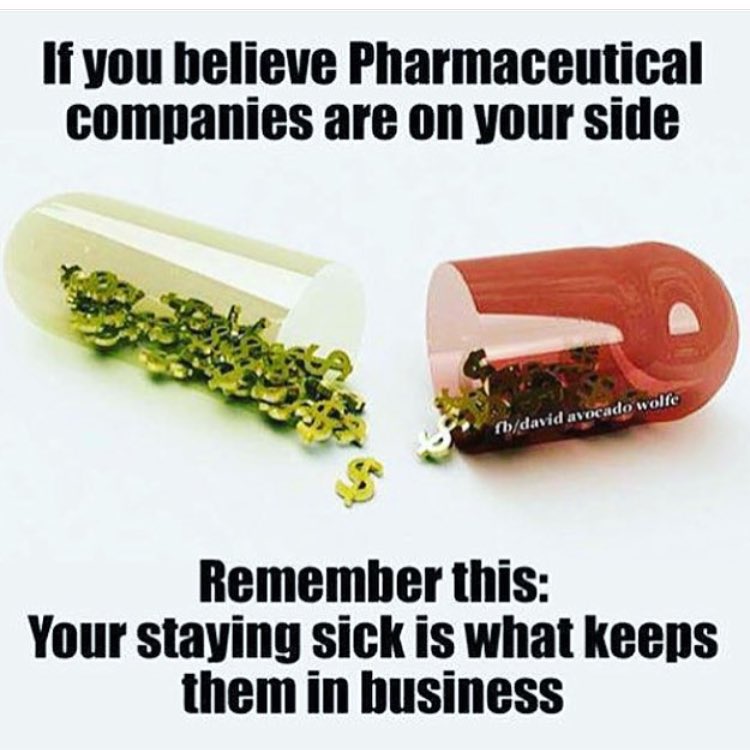 If you believe Pharmaceutical
companies are on your side
fb/david avocado wolfe
Remember this:
Your staying sick is what keeps
them in business